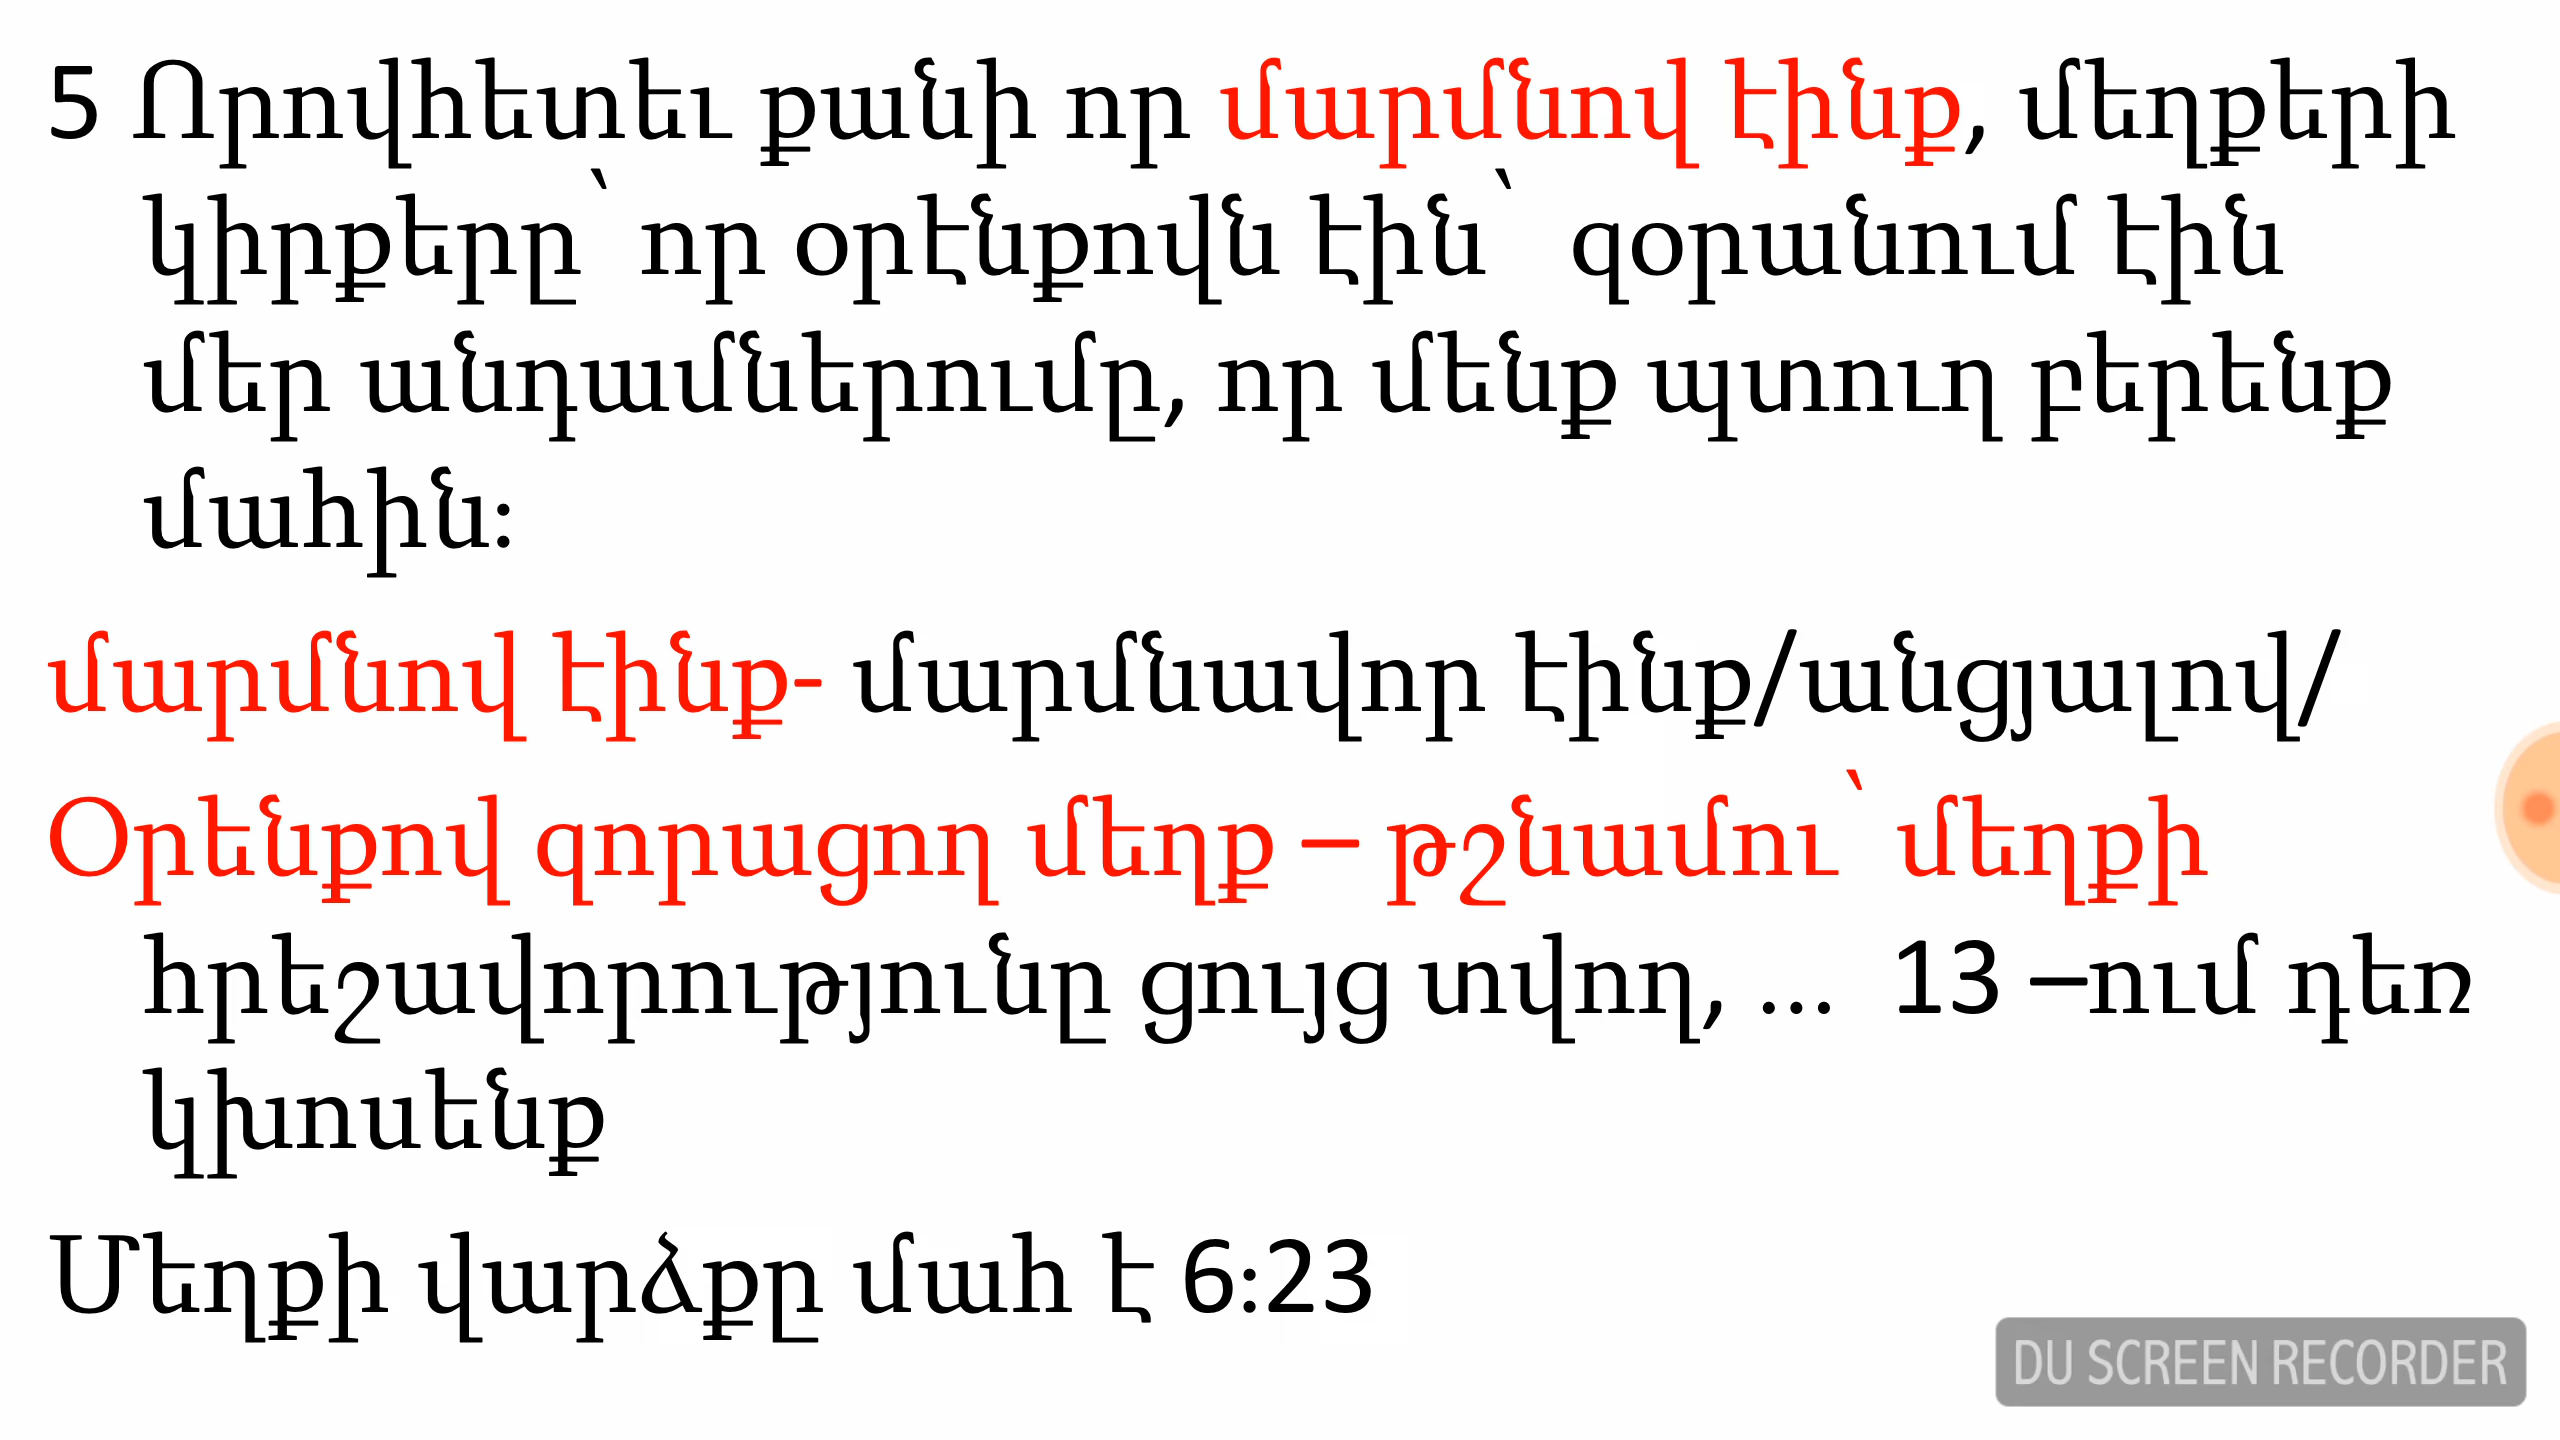 5 Որովհետեւ քանի որ մարմնով էինք, մեղքերի
կիրքերը՝ որ օրէնքովն էին՝ զօրանում էին
մեր անդամներումը, որ մենք պտուղ բերենք
մահին։
մարմնով էինք- մարմնավոր էինք/անցյալով/
Օրենքով զորացող մեղք – թշնամու՝ մեղքի
հրեշավորությունը ցույց տվող, … 13 –ում դեռ
կխոսենք
Մեղքի վարձքը մահ է 6:23
DU SCREEN RECORDER